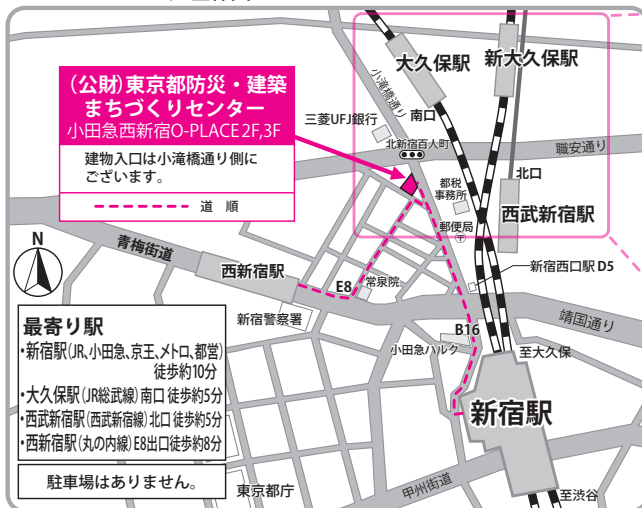 (公財)東京都防災・建築
まちづくりセンター
小田急西新宿O-PLACE2F,3F
建物入口は小滝橋通り側に
ございます。
道 順
大久保駅
新大久保駅
小滝橋通り
南口
三菱UFJ銀行
北新宿百人町
職安通り
都税
事務所
北口
西武新宿駅
郵便局
N
青梅街道
西新宿駅
E8
常泉院
新宿西口駅 D5
新宿警察署
B16
靖国通り
小田急ハルク
至大久保
新宿駅
最寄り駅
・新宿駅(JR、小田急、京王、メトロ、都営)
徒歩約10分
・大久保駅(JR総武線)南口 徒歩約5分
・西武新宿駅(西武新宿線)北口 徒歩約5分
・西新宿駅(丸の内線)E8出口徒歩約8分
駐車場はありません。
東京都庁
甲州街道
至渋谷